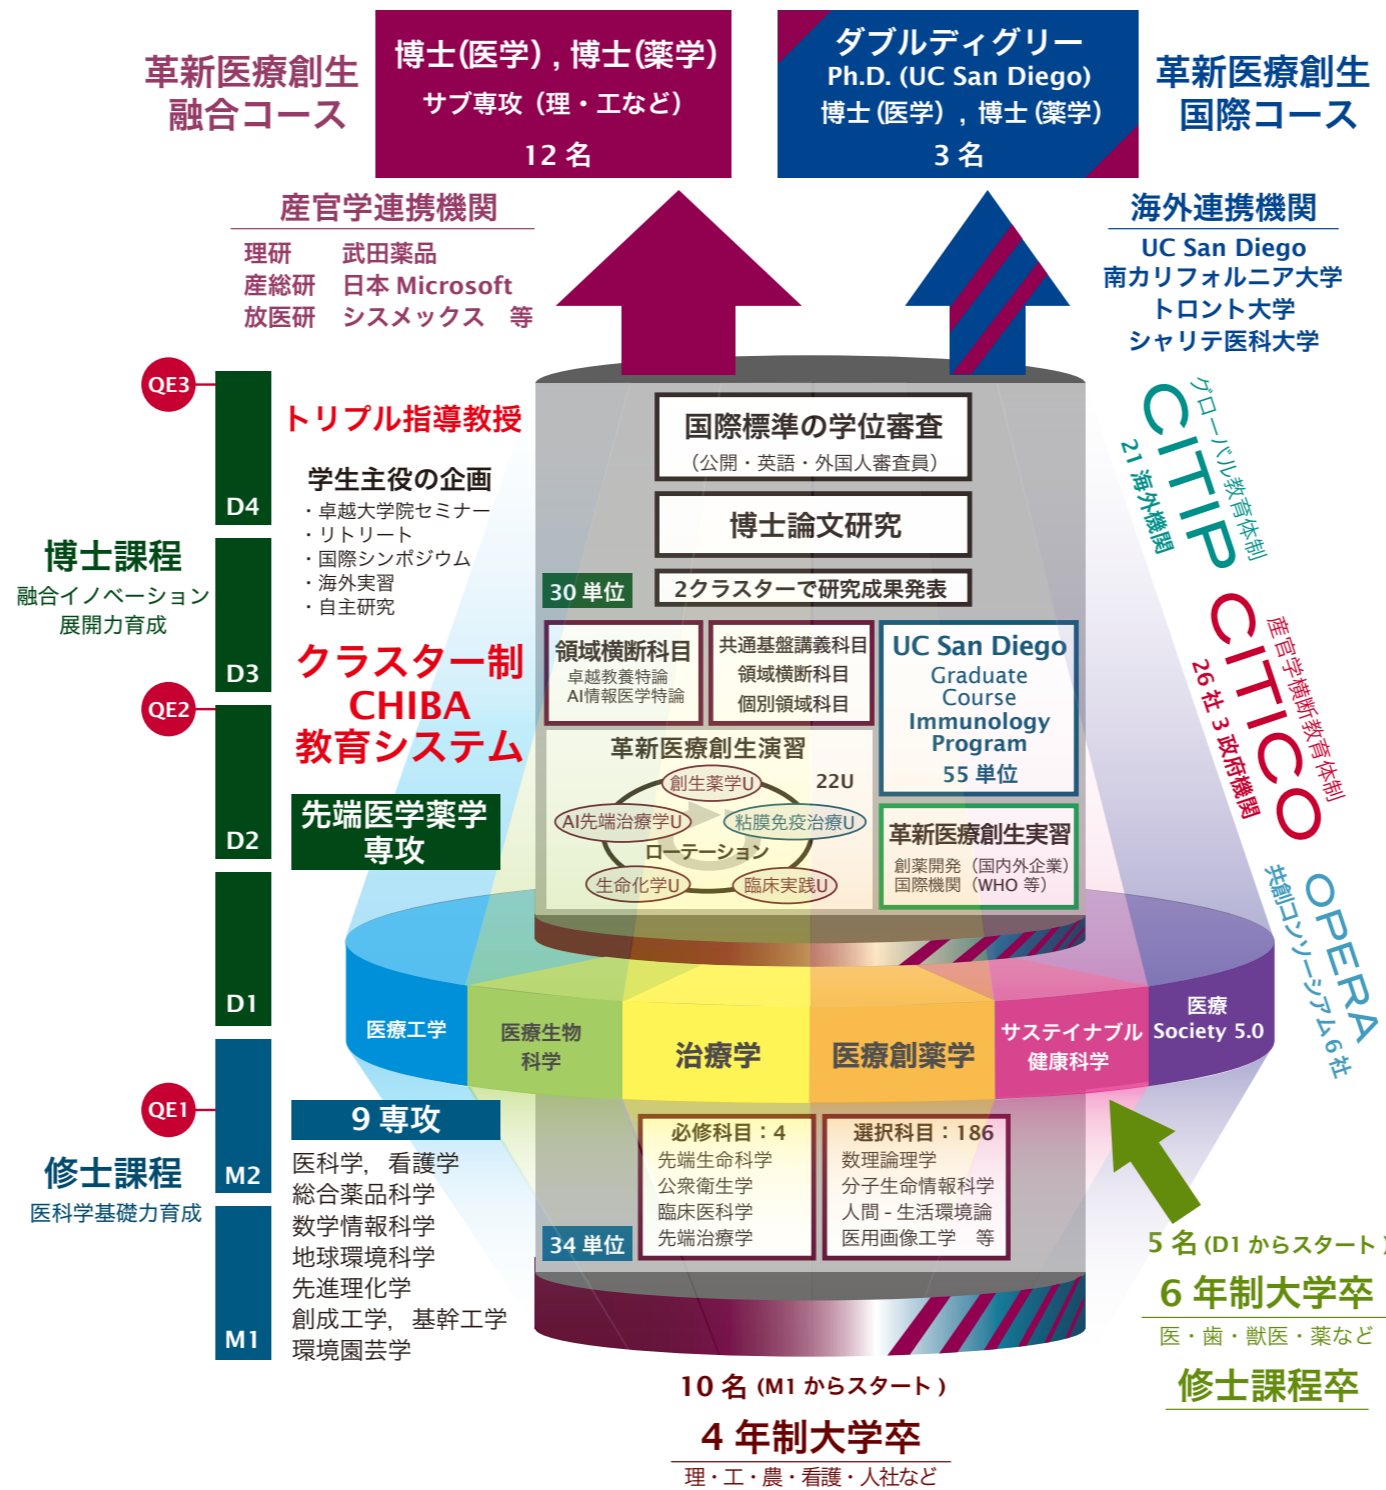 革新医療創生
融合コース
博士(医学) , 博士(薬学)
サブ専攻（理・工など）
12 名
ダブルディグリー
Ph.D. (UC San Diego)
博士 (医学) , 博士 (薬学)
3 名
革新医療創生
国際コース
産官学連携機関
理研 武田薬品
産総研 日本 Microsoft
放医研 シスメックス 等
海外連携機関
UC San Diego
南カリフォルニア大学
トロント大学
シャリテ医科大学
QE3
D4
D3
QE2
D2
D1
QE1
M2
M1
博士課程
融合イノベーション
展開力育成
修士課程
医科学基礎力育成
トリプル指導教授
学生主役の企画
・卓越大学院セミナー
・リトリート
・国際シンポジウム
・海外実習
・自主研究
クラスター制
CHIBA
教育システム
先端医学薬学
専攻
国際標準の学位審査
（公開・英語・外国人審査員）
博士論文研究
30 単位
2クラスターで研究成果発表
領域横断科目
卓越教養特論
AI情報医学特論
共通基盤講義科目
領域横断科目
個別領域科目
UC San Diego
Graduate
Course
Immunology
Program
55 単位
革新医療創生演習
22U
創生薬学U
AI先端治療学U
粘膜免疫治療U
ローテーション
生命化学U
臨床実践U
革新医療創生実習
創薬開発（国内外企業）
国際機関（WHO 等）
グローバル教育体制
CITIP
21 海外機関
産官学横断教育体制
CITICO
26 社 3 政府機関
OPERA
共創コンソーシアム 6 社
医療工学
医療生物
科学
治療学
医療創薬学
サステイナブル
健康科学
医療
Society 5.0
9 専攻
医科学, 看護学
総合薬品科学
数学情報科学
地球環境科学
先進理化学
創成工学, 基幹工学
環境園芸学
34 単位
必修科目：4
先端生命科学
公衆衛生学
臨床医科学
先端治療学
選択科目：186
数理論理学
分子生命情報科学
人間 - 生活環境論
医用画像工学 等
5 名 (D1 からスタート )
6 年制大学卒
医・歯・獣医・薬など
修士課程卒
10 名 (M1 からスタート )
4 年制大学卒
理・工・農・看護・人社など